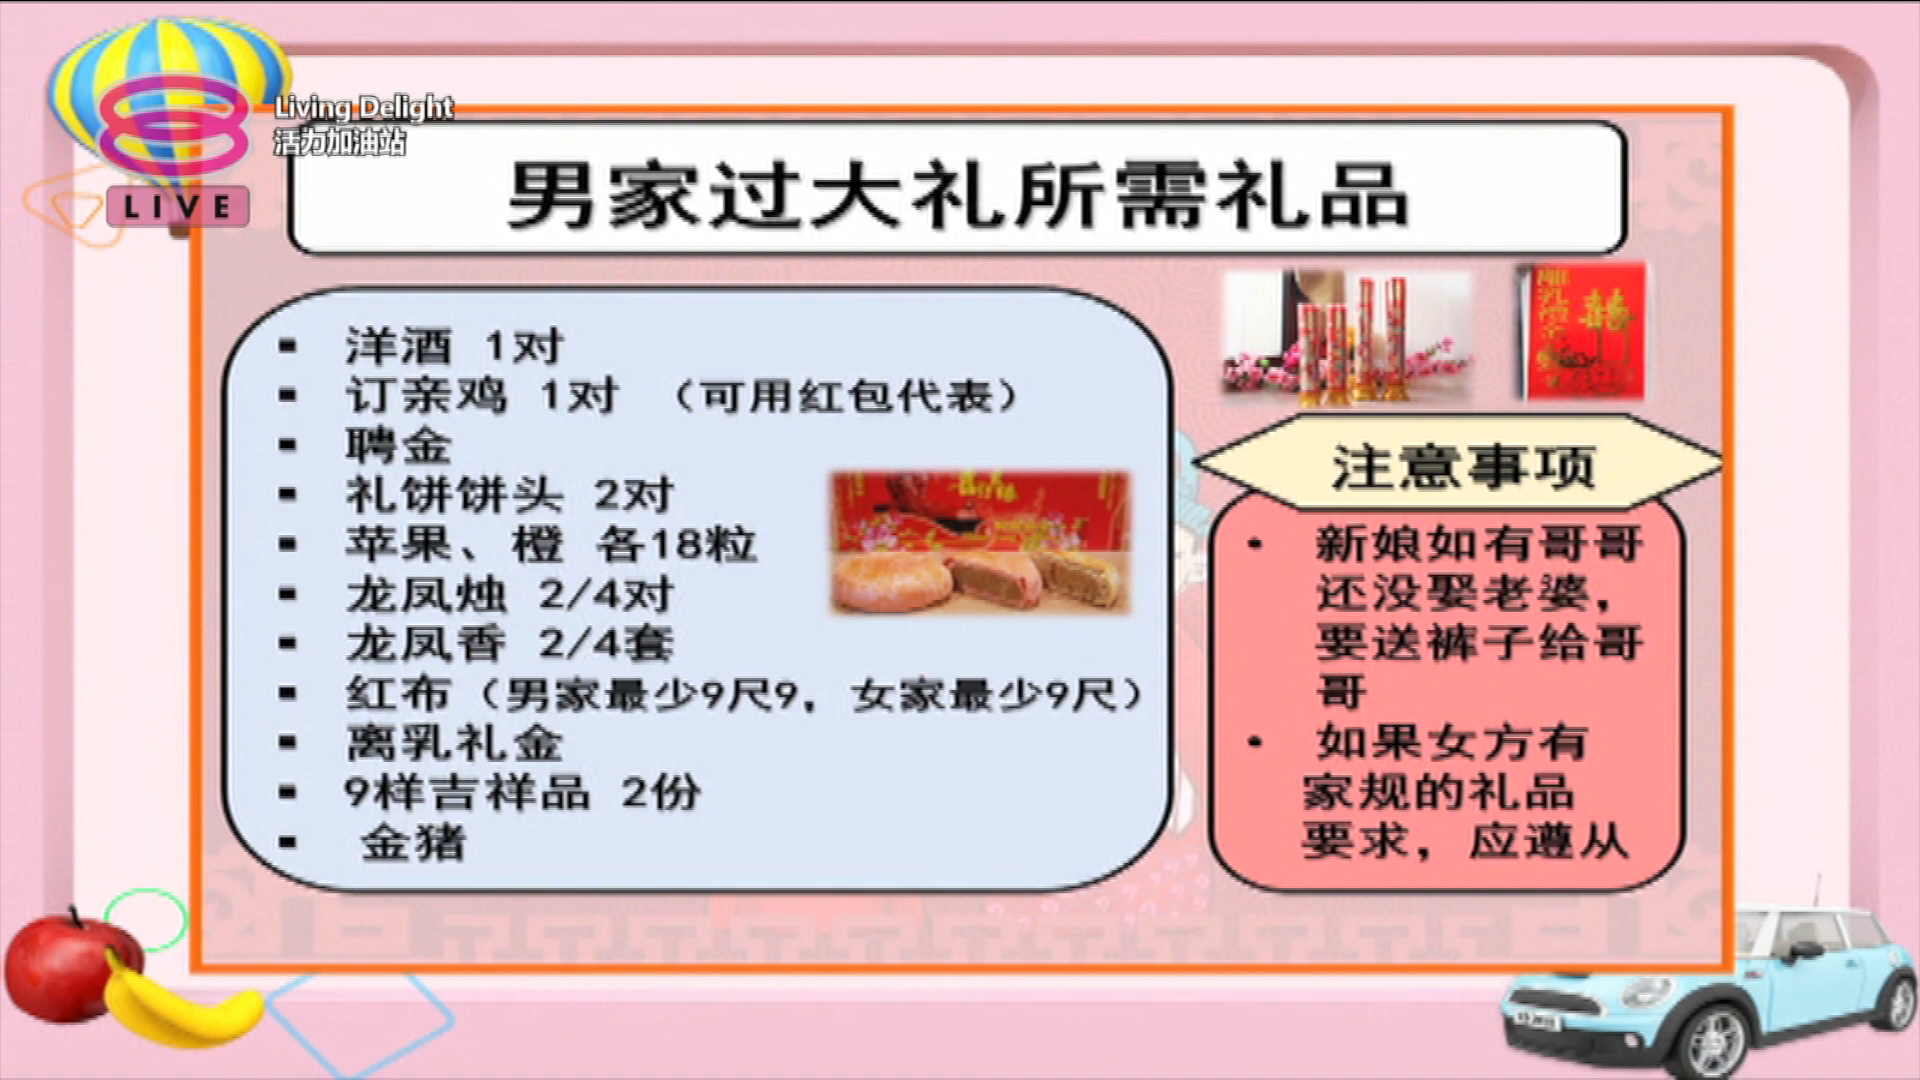 Living Delight
活力加油站
LIVE
男家过大礼所需礼品
洋酒 1对
订亲鸡 1对 （可用红包代表）
聘金
礼饼饼头 2对
苹果、橙 各18粒
龙凤烛 2/4对
龙凤香 2/4套
红布（男家最少9尺9，女家最少9尺）
离乳礼金
9样吉祥品 2份
金猪
囍
注意事项
新娘如有哥哥
还没娶老婆，
要送裤子给哥
哥
如果女方有
家规的礼品
要求，应遵从